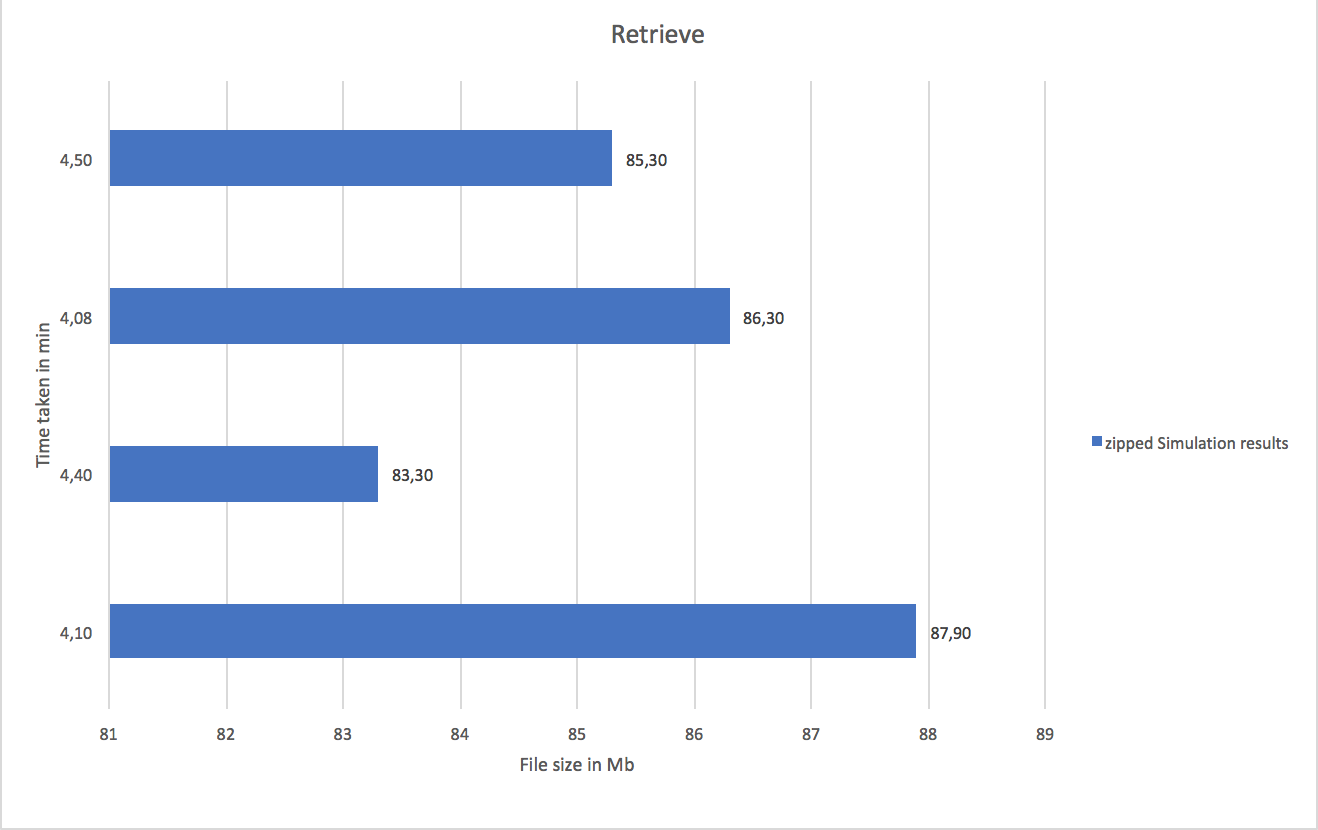 Retrieve
4,50
85,30
4,08
86,30
Time taken in min
4,40
83,30
zipped Simulation results
4,10
87,90
81 82 83 84 85 86 87 88 89
File size in Mb